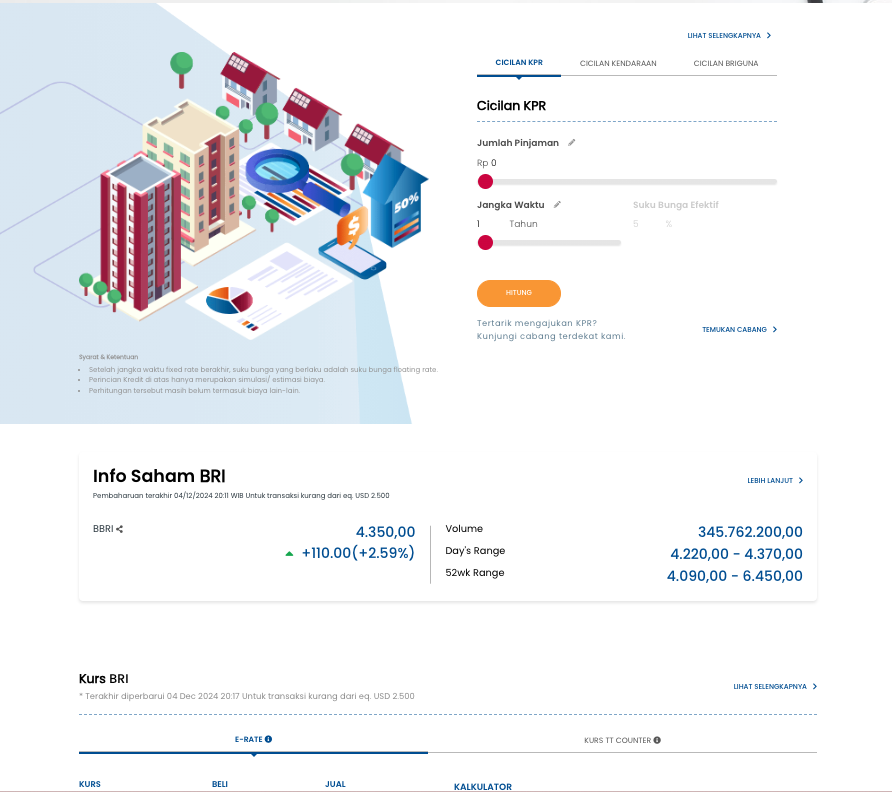 LIHAT SELENGKAPNYA
CICILAN KPR
CICILAN KENDARAAN
CICILAN BRIGUNA
Cicilan KPR
Jumlah Pinjaman
Rp 0
Jangka Waktu
Suku Bunga Efektif
1 Tahun
5 %
HITUNG
Tertarik mengajukan KPR?
Kunjungi cabang terdekat kami.
TEMUKAN CABANG
50%
$
Syarat & Ketentuan
Setelah jangka waktu fixed rate berakhir, suku bunga yang berlaku adalah suku bunga floating rate.
Perincian Kredit di atas hanya merupakan simulasi/ estimasi biaya.
Perhitungan tersebut masih belum termasuk biaya lain-lain.
Info Saham BRI
LEBIH LANJUT
Pembaharuan terakhir 04/12/2024 20:11 WIB Untuk transaksi kurang dari eq. USD 2.500
BBRI
4.350,00
+110.00(+2.59%)
Volume
345.762.200,00
Day's Range
4.220,00 - 4.370,00
52wk Range
4.090,00 - 6.450,00
Kurs BRI
LIHAT SELENGKAPNYA
* Terakhir diperbarui 04 Dec 2024 20:17 Untuk transaksi kurang dari eq. USD 2.500
E-RATE
KURS TT COUNTER
KURS
BELI
JUAL
KALKULATOR